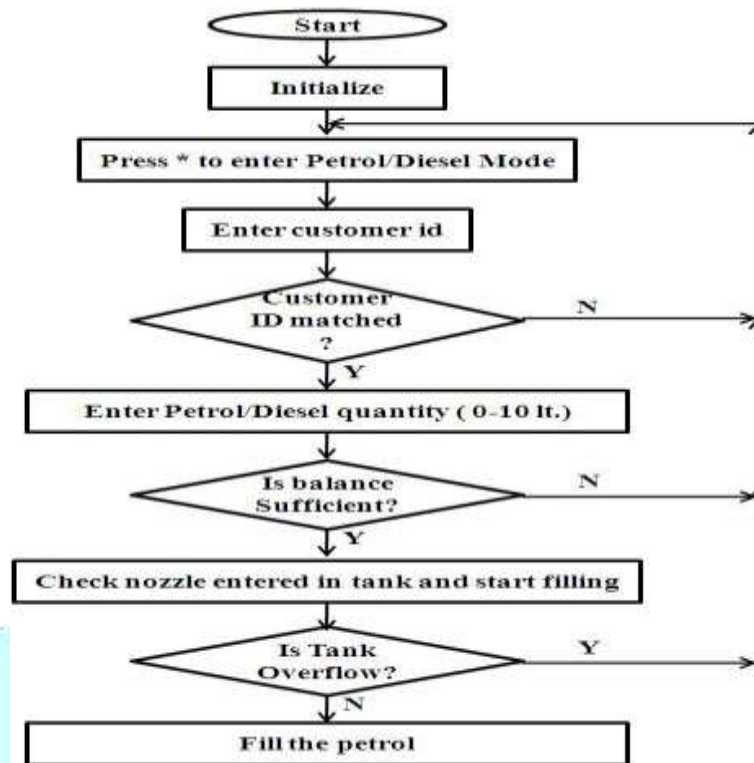 Start
Initialize
Press * to enter Petrol/Diesel Mode
Enter customer id
Customer
ID matched
?
N
Y
Enter Petrol/Diesel quantity ( 0-10 lt.)
Is balance
Sufficient?
N
Y
Check nozzle entered in tank and start filling
Is Tank
Overflow?
Y
N
Fill the petrol